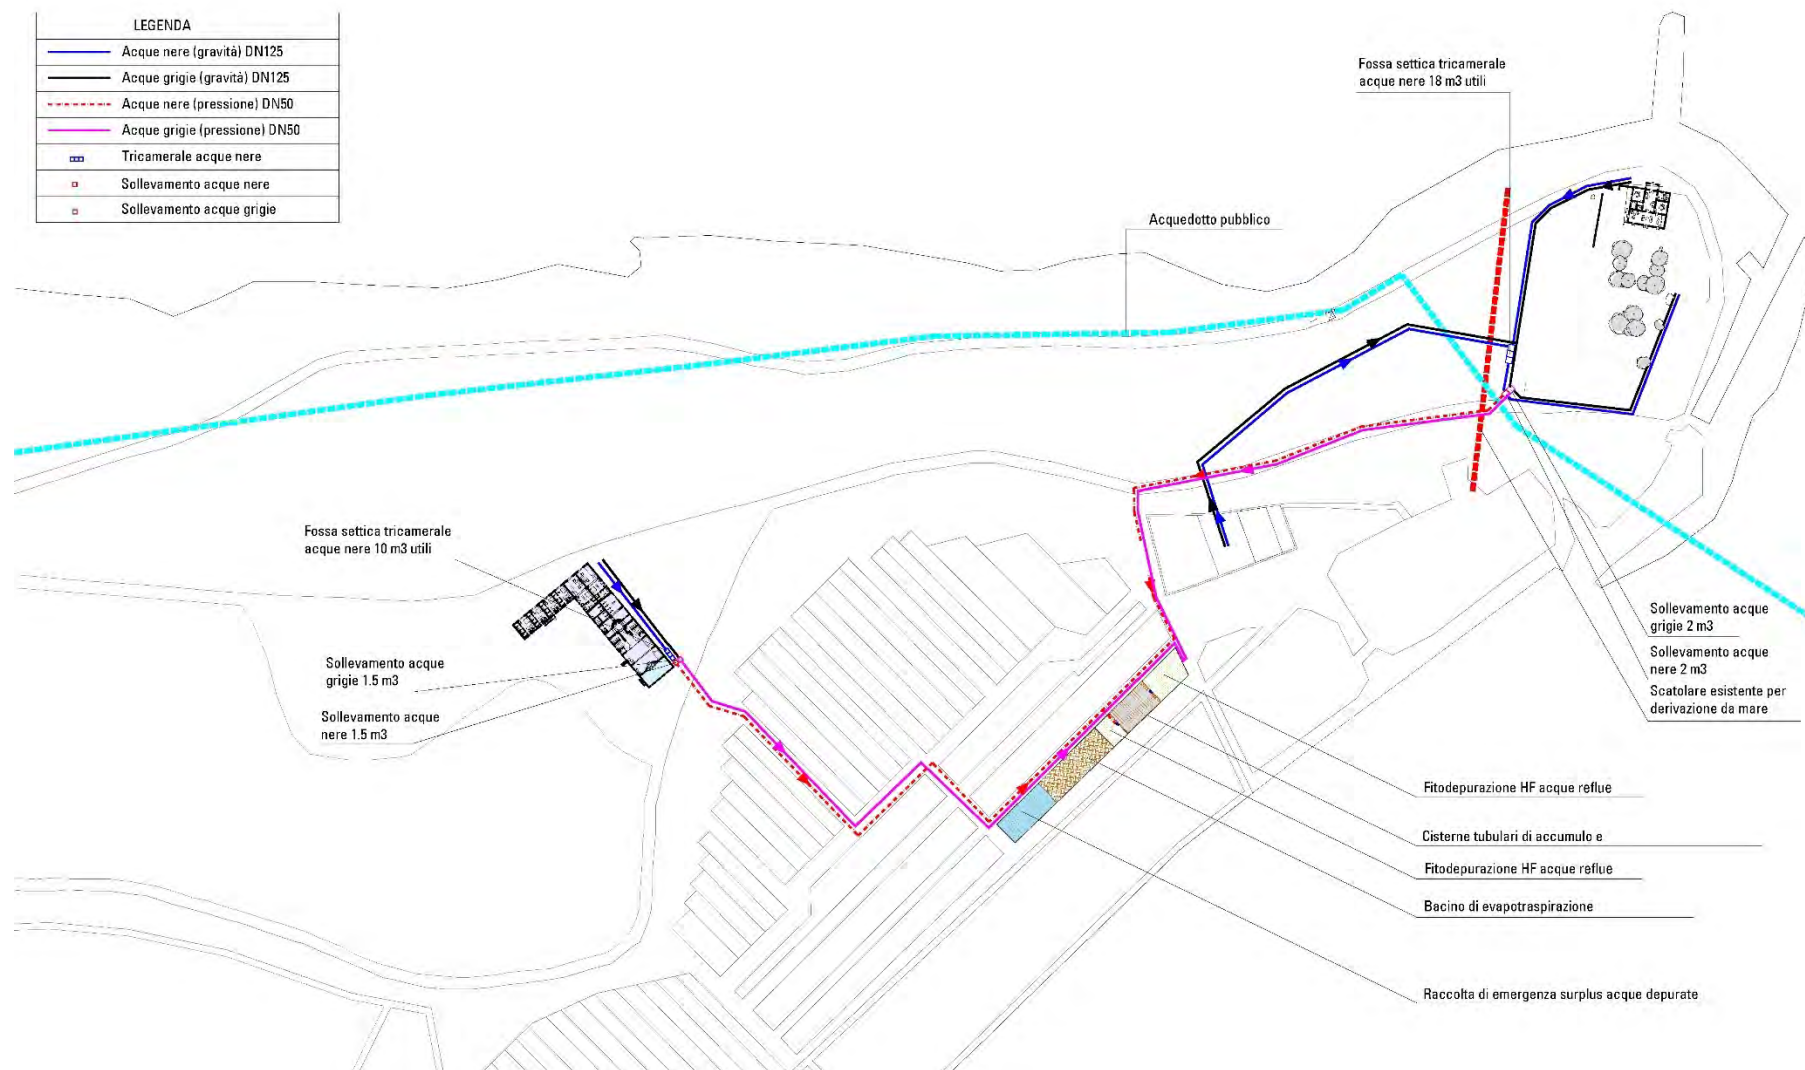 LEGENDA
Acque nere (gravità) DN125
Acque grigie (gravità) DN125
Acque nere (pressione) DN50
Acque grigie (pressione) DN50
Tricamerale acque nere
Sollevamento acque nere
Sollevamento acque grigie
Fossa settica tricamerale
acque nere 18 m3 utili
Acquedotto pubblico
Fossa settica tricamerale
acque nere 10 m3 utili
Sollevamento acque
grigie 1.5 m3
Sollevamento acque
nere 1.5 m3
Sollevamento acque
grigie 2 m3
Sollevamento acque
nere 2 m3
Scatolare esistente per
derivazione da mare
Fitodepurazione HF acque reflue
Cisterne tubulari di accumulo e
Fitodepurazione HF acque reflue
Bacino di evapotraspirazione
Raccolta di emergenza surplus acque depurate